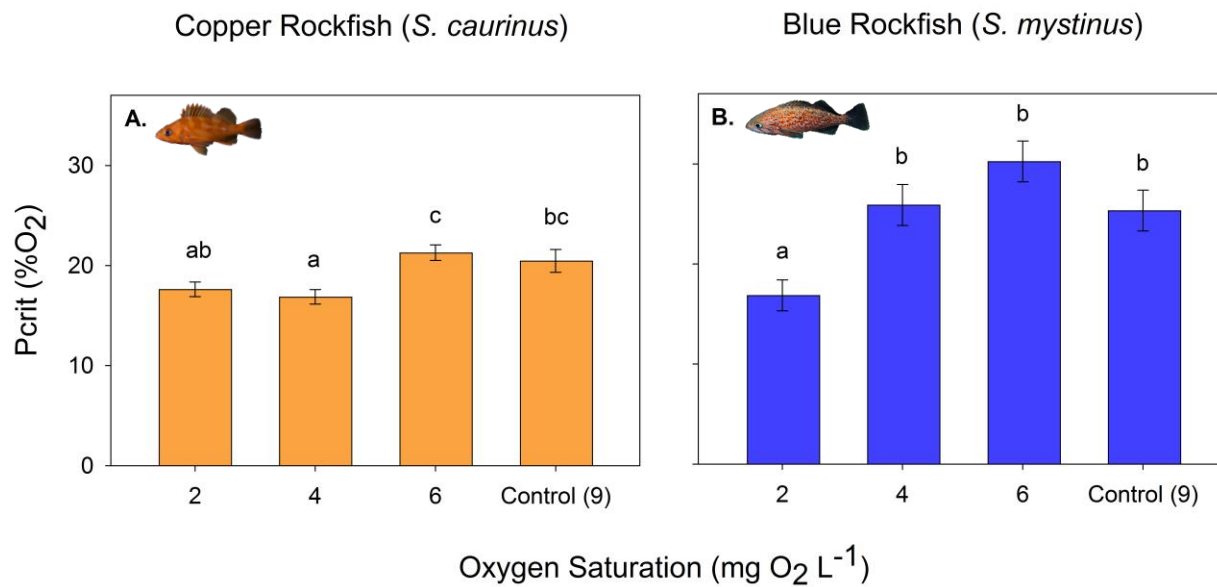 Copper Rockfish (S. caurinus)
Blue Rockfish (S. mystinus)
A.
B.
ab
a
c
bc
a
b
b
b
30
20
10
0
Pcrit (%O₂)
2
4
6
Control (9)
2
4
6
Control (9)
Oxygen Saturation (mg O₂ L⁻¹)